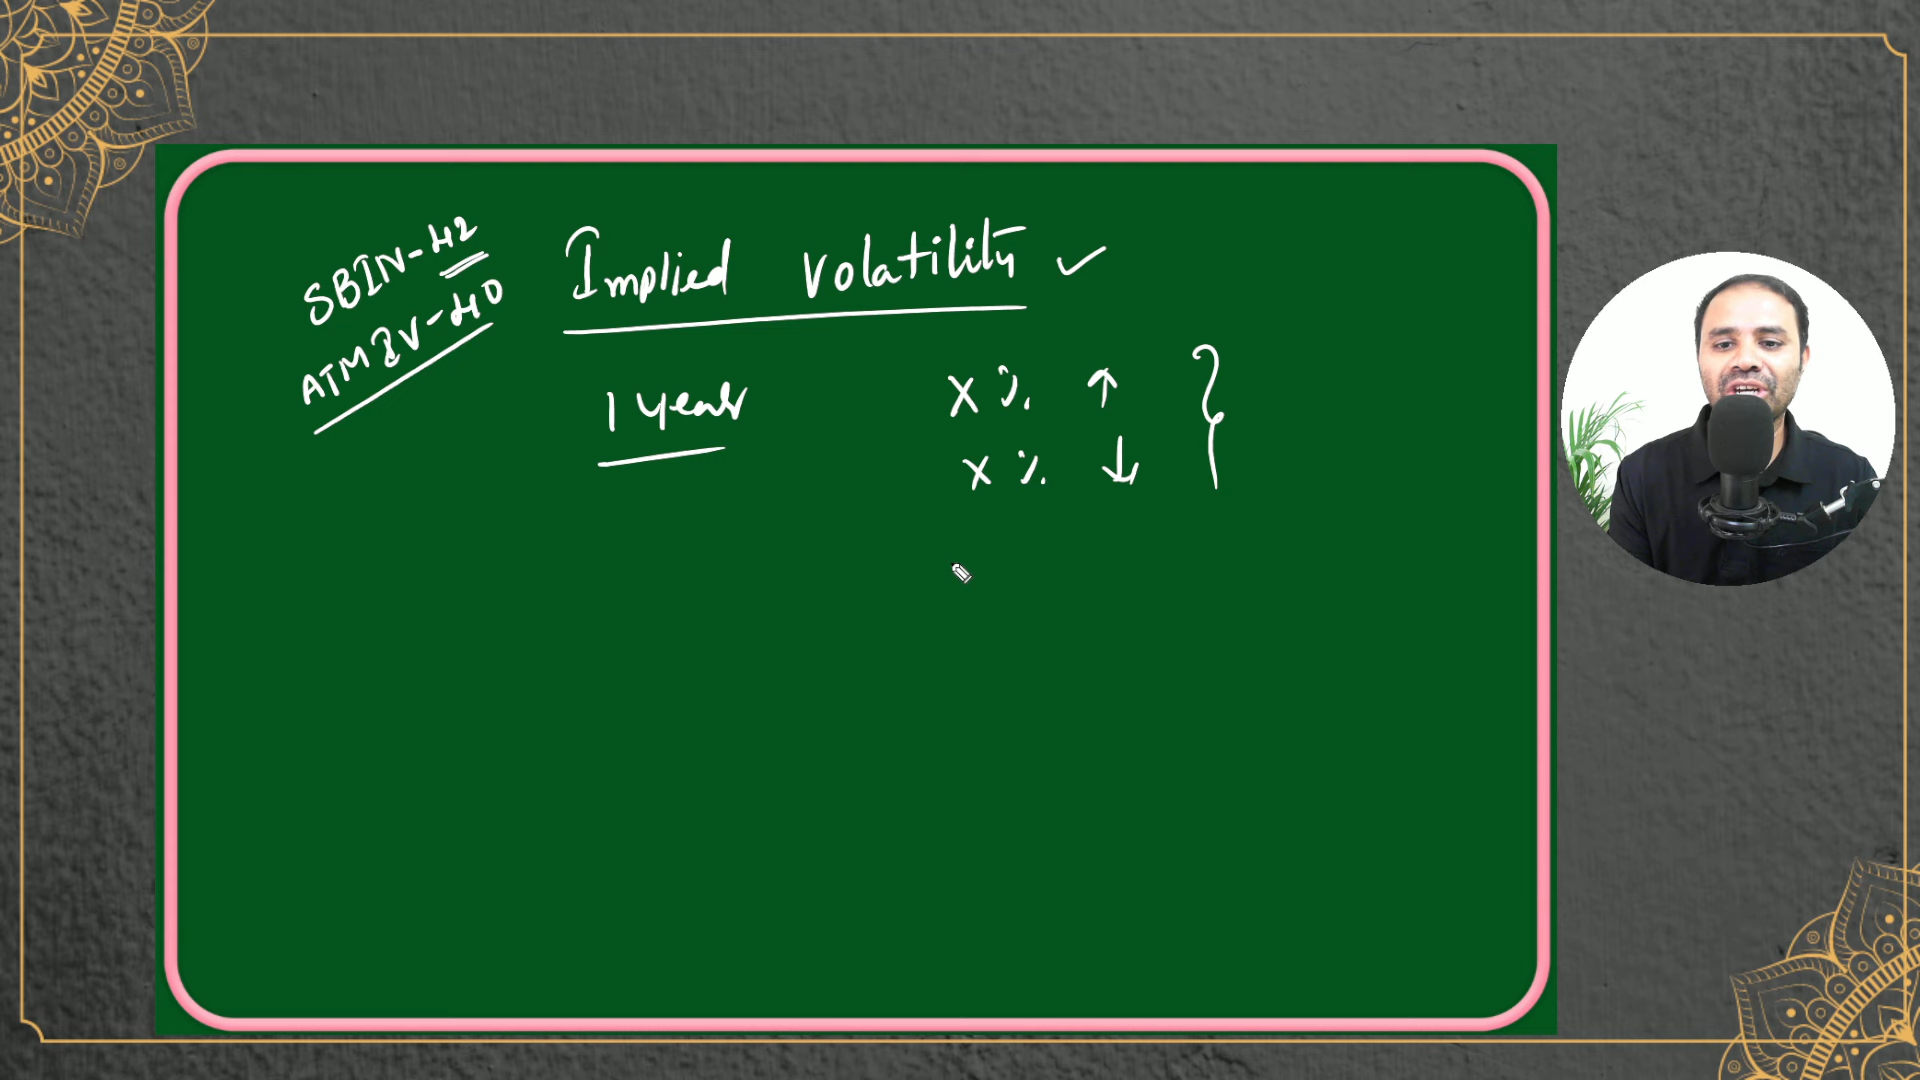 SBIN-42
ATM IV-40
Implied Volatility ✓
1 year
X % ↑
X % ↓